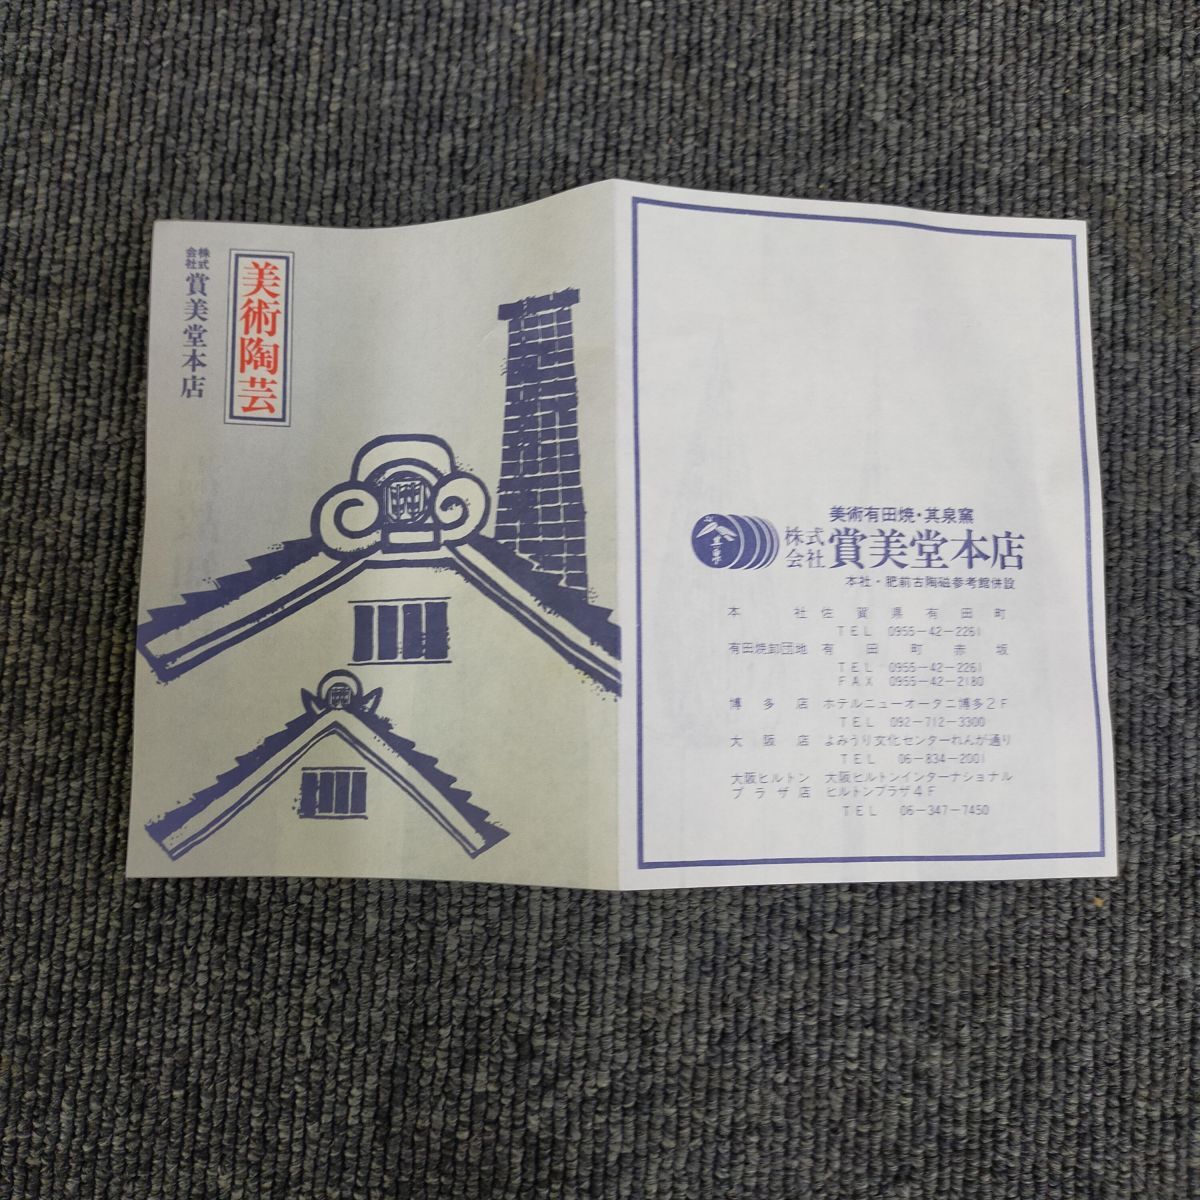 美術陶芸
株式会社 賞美堂本店
美術有田焼・其泉窯
株式会社 賞美堂本店
本社・肥前古陶磁参考館併設
本社 佐賀県有田町
TEL 0955-42-2261
有田焼卸団地 有田町赤坂
TEL 0955-42-2261
FAX 0955-42-2180
博多店 ホテルニューオータニ博多2F
TEL 092-712-3300
大阪店 よみうり文化センターれんが通り
TEL 06-834-2001
大阪ヒルトン 大阪ヒルトンインターナショナル
プラザ店 ヒルトンプラザ4F
TEL 06-347-7450